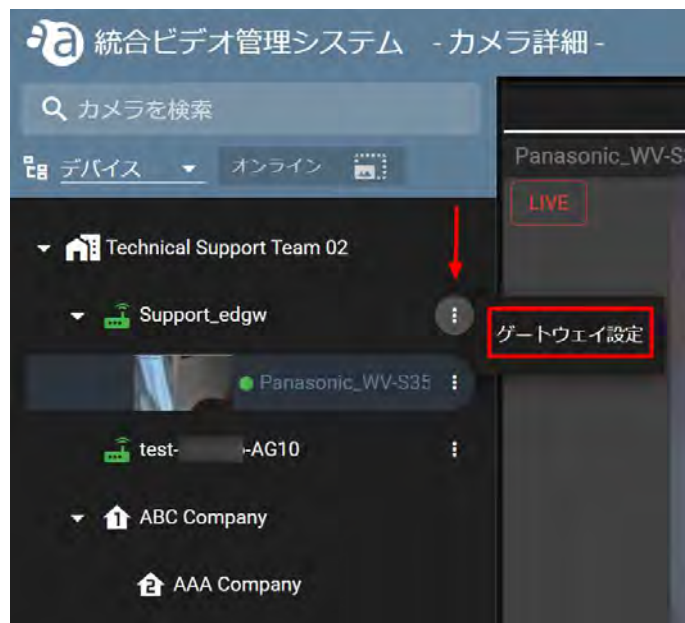 統合ビデオ管理システム - カメラ詳細 -
カメラを検索
デバイス オンライン
Panasonic_WV-S
LIVE
Technical Support Team 02
Support_edgw
ゲートウェイ設定
Panasonic_WV-S35
test- -AG10
ABC Company
AAA Company